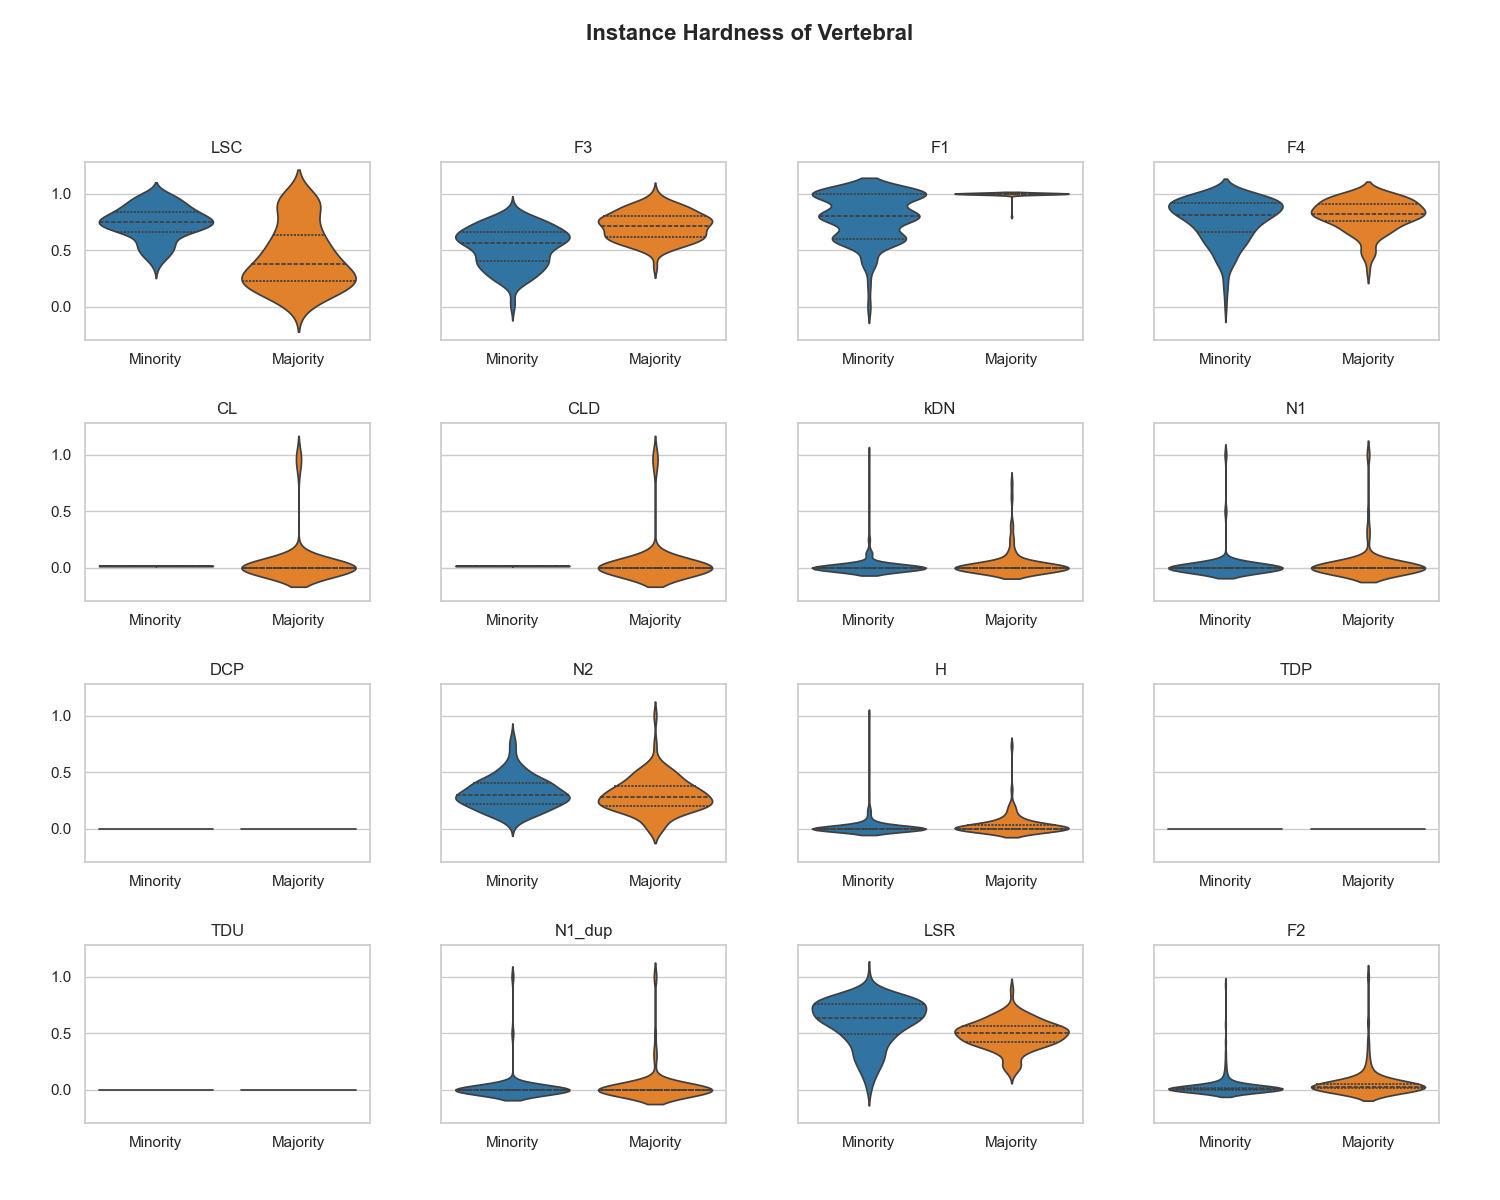 Instance Hardness of Vertebral
LSC F3 F1 F4
1.0
0.5
0.0
Minority Majority Minority Majority Minority Majority Minority Majority
CL CLD kDN N1
1.0
0.5
0.0
Minority Majority Minority Majority Minority Majority Minority Majority
DCP N2 H TDP
1.0
0.5
0.0
Minority Majority Minority Majority Minority Majority Minority Majority
TDU N1_dup LSR F2
1.0
0.5
0.0
Minority Majority Minority Majority Minority Majority Minority Majority